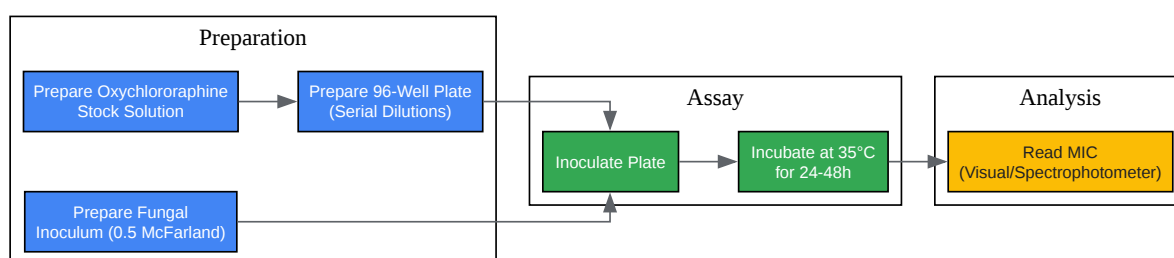 Preparation
Prepare Oxychlororaphine
Stock Solution
Prepare 96-Well Plate
(Serial Dilutions)
Prepare Fungal
Inoculum (0.5 McFarland)
Assay
Inoculate Plate
Incubate at 35°C
for 24-48h
Analysis
Read MIC
(Visual/Spectrophotometer)